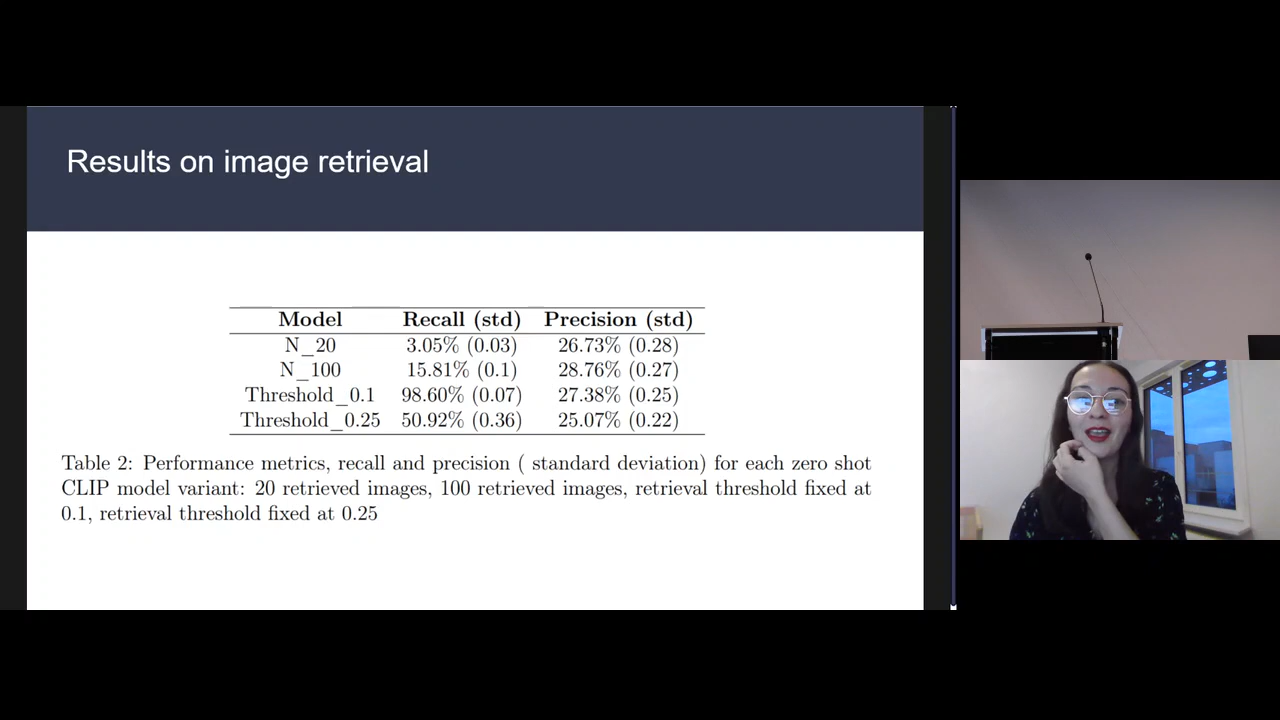 Results on image retrieval
Model Recall (std) Precision (std)
N_20 3.05% (0.03) 26.73% (0.28)
N_100 15.81% (0.1) 28.76% (0.27)
Threshold_0.1 98.60% (0.07) 27.38% (0.25)
Threshold_0.25 50.92% (0.36) 25.07% (0.22)
Table 2: Performance metrics, recall and precision ( standard deviation) for each zero shot
CLIP model variant: 20 retrieved images, 100 retrieved images, retrieval threshold fixed at
0.1, retrieval threshold fixed at 0.25